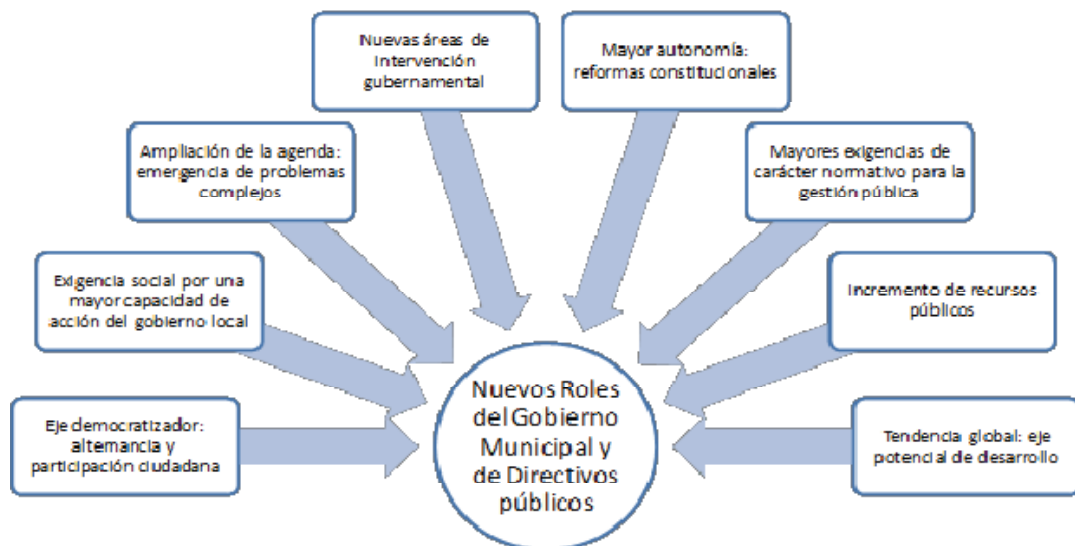 Nuevas áreas de
intervención
gubernamental
Mayor autonomía:
reformas constitucionales
Ampliación de la agenda:
emergencia de problemas
complejos
Mayores exigencias de
carácter normativo para la
gestión pública
Exigencia social por una
mayor capacidad de
acción del gobierno local
Incremento de recursos
públicos
Eje democratizador:
alternancia y
participación ciudadana
Tendencia global: eje
potencial de desarrollo
Nuevos Roles
del Gobierno
Municipal y
de Directivos
públicos